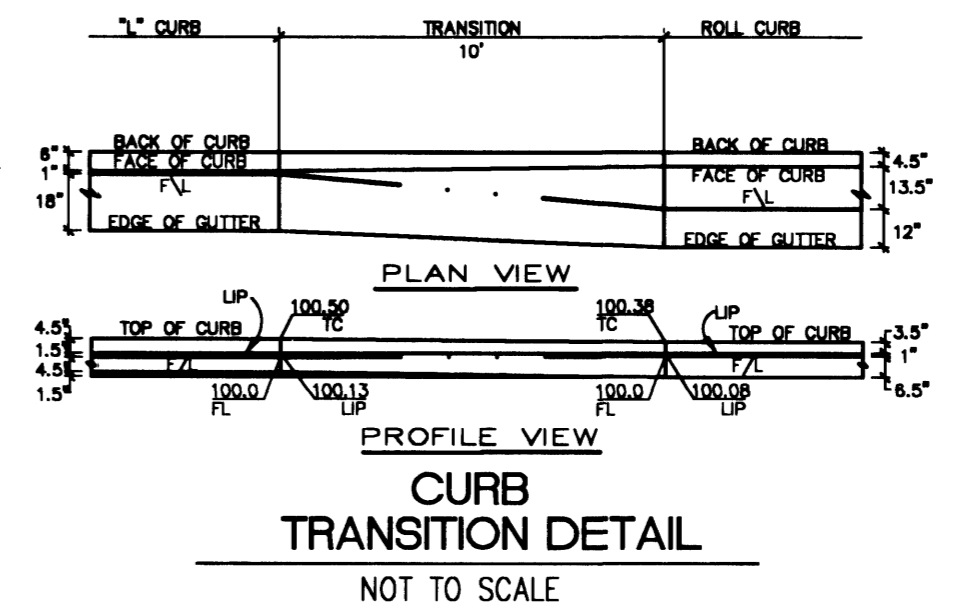 "L" CURB
TRANSITION
10'
ROLL CURB
BACK OF CURB
FACE OF CURB
F\L
EDGE OF GUTTER
6"
1"
18"
BACK OF CURB
FACE OF CURB
F\L
EDGE OF GUTTER
4.5"
13.5"
12"
PLAN VIEW
LIP
100.50
TC
100.38
TC
LIP
4.5"
1.5"
4.5"
1.5"
TOP OF CURB
F/L
TOP OF CURB
F/L
3.5"
1"
6.5"
100.0
FL
100.13
LIP
100.0
FL
100.08
LIP
PROFILE VIEW
CURB
TRANSITION DETAIL
NOT TO SCALE